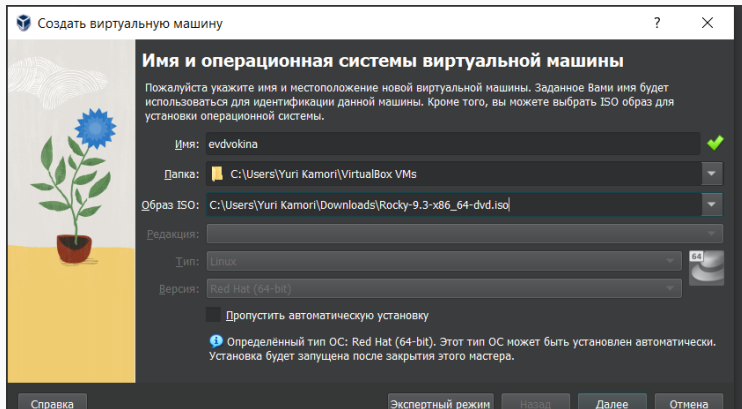 Создать виртуальную машину
?
Имя и операционная системы виртуальной машины
Пожалуйста укажите имя и местоположение новой виртуальной машины. Заданное Вами имя будет
использоваться для идентификации данной машины. Кроме того, вы можете выбрать ISO образ для
установки операционной системы.
Имя: evdvokina
Папка: C:\Users\Yuri Kamori\VirtualBox VMs
Образ ISO: C:\Users\Yuri Kamori\Downloads\Rocky-9.3-x86_64-dvd.iso
Редакция:
Тип: Linux 64
Версия: Red Hat (64-bit)
Пропустить автоматическую установку
Определённый тип ОС: Red Hat (64-bit). Этот тип ОС может быть установлен автоматически.
Установка будет запущена после закрытия этого мастера.
Справка Экспертный режим Назад Далее Отмена